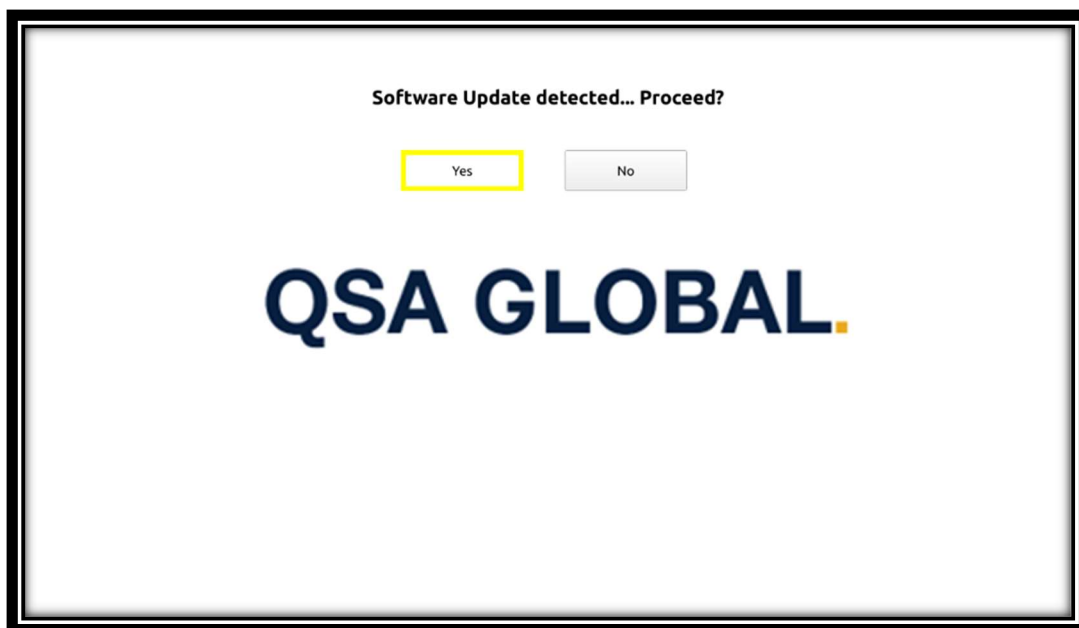 Software Update detected... Proceed?
Yes No
QSA GLOBAL.